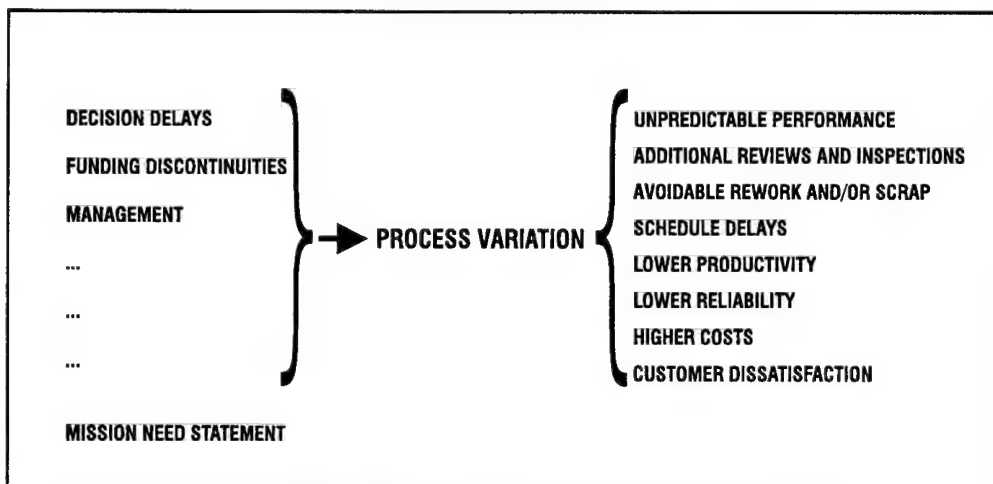 DECISION DELAYS
FUNDING DISCONTINUITIES
MANAGEMENT
...
...
...
MISSION NEED STATEMENT
PROCESS VARIATION
UNPREDICTABLE PERFORMANCE
ADDITIONAL REVIEWS AND INSPECTIONS
AVOIDABLE REWORK AND/OR SCRAP
SCHEDULE DELAYS
LOWER PRODUCTIVITY
LOWER RELIABILITY
HIGHER COSTS
CUSTOMER DISSATISFACTION